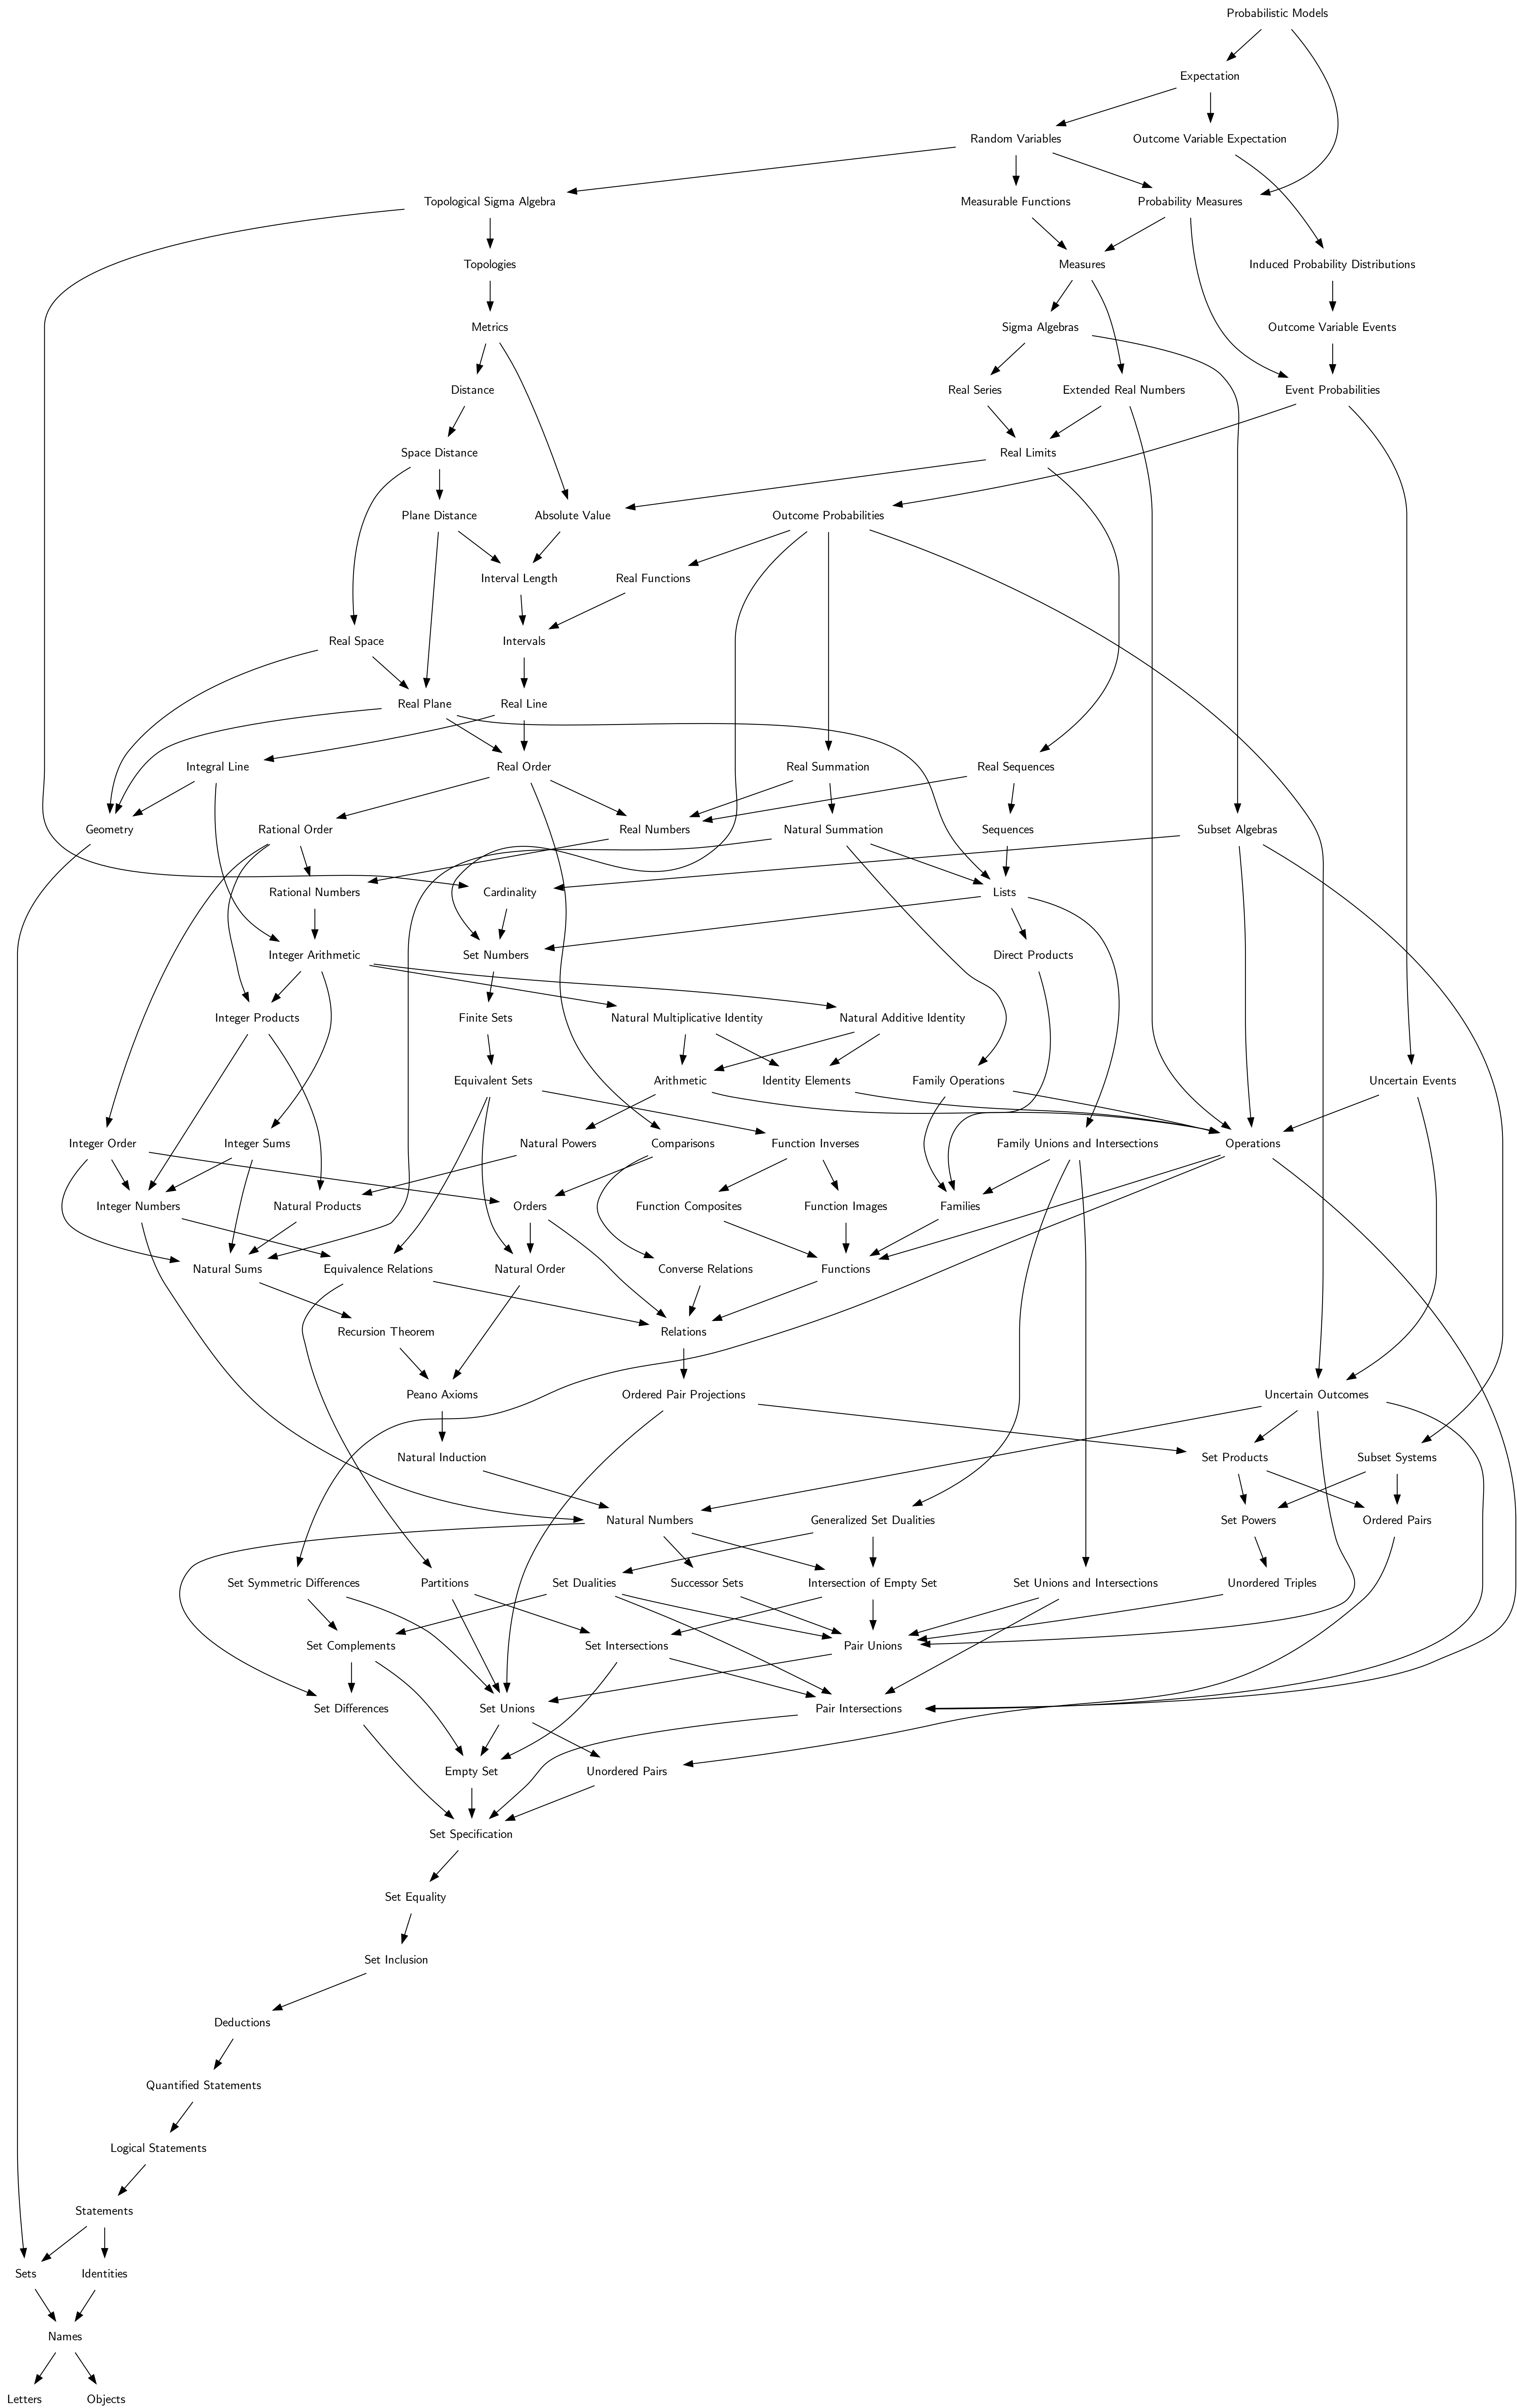 Probabilistic Models
Expectation
Random Variables
Outcome Variable Expectation
Topological Sigma Algebra
Measurable Functions
Probability Measures
Topologies
Measures
Induced Probability Distributions
Metrics
Sigma Algebras
Outcome Variable Events
Distance
Real Series
Extended Real Numbers
Event Probabilities
Space Distance
Real Limits
Plane Distance
Absolute Value
Outcome Probabilities
Interval Length
Real Functions
Real Space
Intervals
Real Plane
Real Line
Integral Line
Real Order
Real Summation
Real Sequences
Geometry
Rational Order
Real Numbers
Natural Summation
Sequences
Subset Algebras
Rational Numbers
Cardinality
Lists
Integer Arithmetic
Set Numbers
Direct Products
Integer Products
Finite Sets
Natural Multiplicative Identity
Natural Additive Identity
Equivalent Sets
Arithmetic
Identity Elements
Family Operations
Uncertain Events
Integer Order
Integer Sums
Natural Powers
Comparisons
Function Inverses
Family Unions and Intersections
Operations
Integer Numbers
Natural Products
Orders
Function Composites
Function Images
Families
Natural Sums
Equivalence Relations
Natural Order
Converse Relations
Functions
Recursion Theorem
Relations
Peano Axioms
Ordered Pair Projections
Uncertain Outcomes
Natural Induction
Set Products
Subset Systems
Natural Numbers
Generalized Set Dualities
Set Powers
Ordered Pairs
Set Symmetric Differences
Partitions
Set Dualities
Successor Sets
Intersection of Empty Set
Set Unions and Intersections
Unordered Triples
Set Complements
Set Intersections
Pair Unions
Set Differences
Set Unions
Pair Intersections
Empty Set
Unordered Pairs
Set Specification
Set Equality
Set Inclusion
Deductions
Quantified Statements
Logical Statements
Statements
Sets
Identities
Names
Letters
Objects